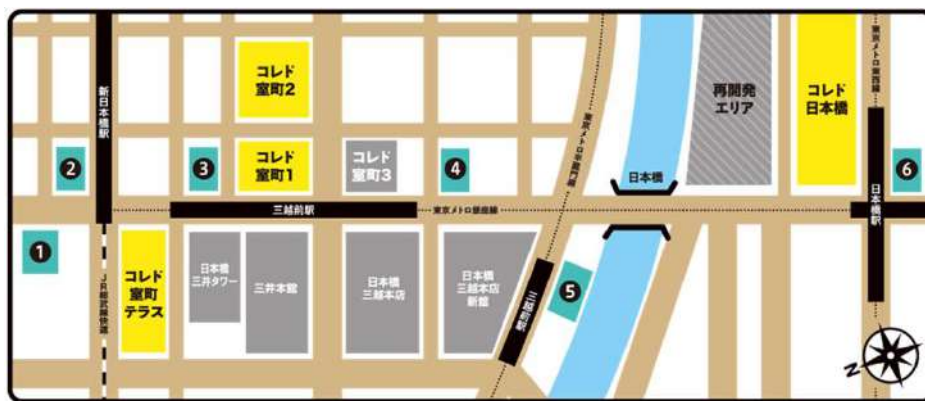 新日本橋駅
コレド
室町2
再開発
エリア
コレド
日本橋
東京メトロ東西線
東京メトロ半蔵門線
2
3
コレド
室町1
コレド
室町3
4
日本橋
6
三越前駅
東京メトロ銀座線
日本橋駅
1
JR総武線快速
コレド
室町
テラス
日本橋
三井タワー
三井本館
日本橋
三越本店
日本橋
三越本店
新館
三越前駅
5
N